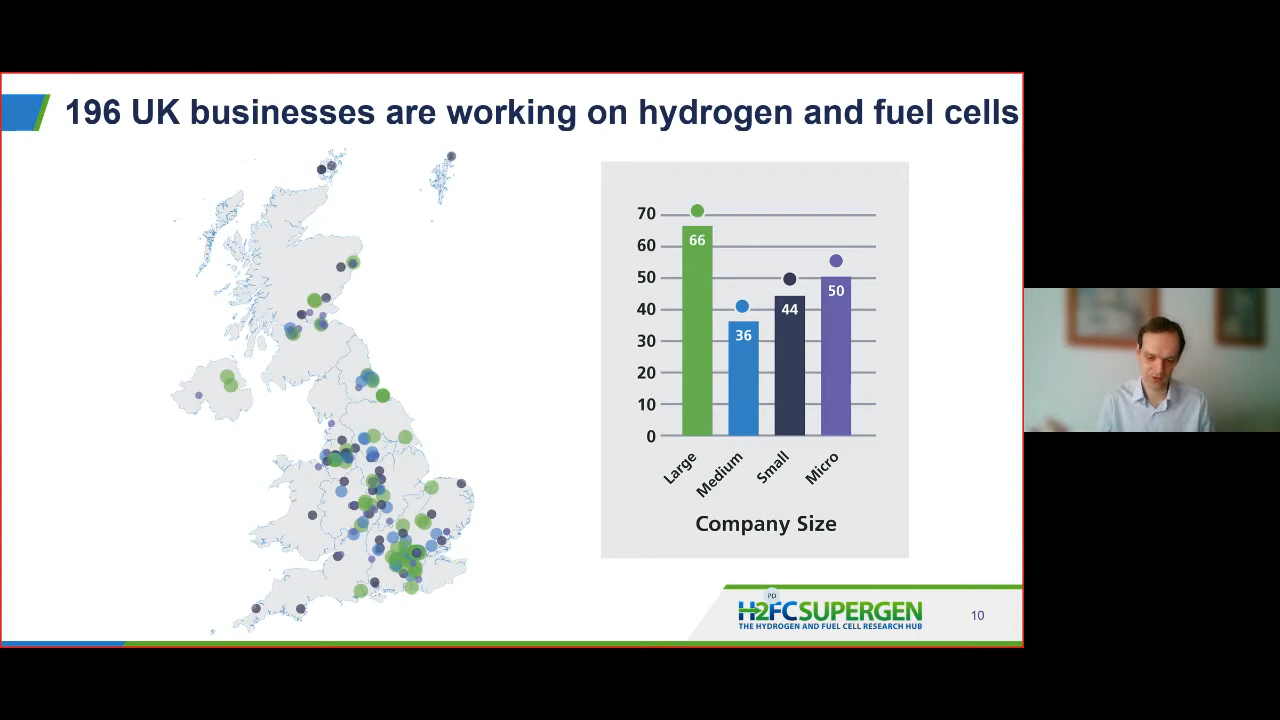 196 UK businesses are working on hydrogen and fuel cells
70
60
50
40
30
20
10
0
66
36
44
50
Large
Medium
Small
Micro
Company Size
PD
H2FCSUPERGEN
THE HYDROGEN AND FUEL CELL RESEARCH HUB
10